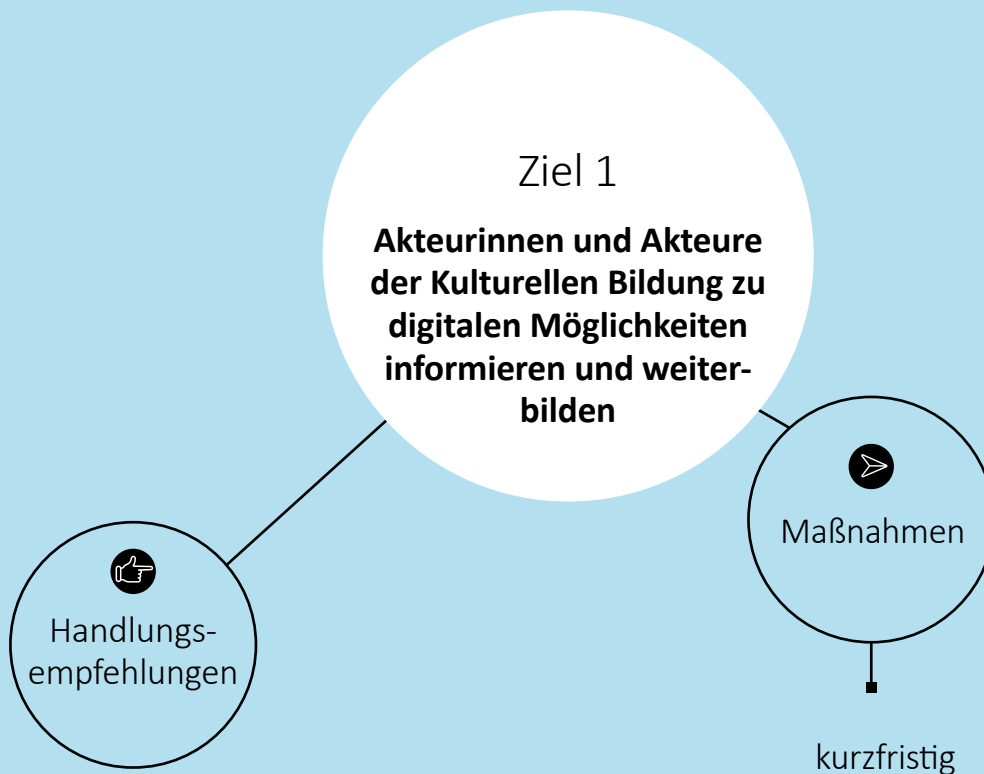 Ziel 1
Akteurinnen und Akteure
der Kulturellen Bildung zu
digitalen Möglichkeiten
informieren und weiter-
bilden
Maßnahmen
Handlungs-
empfehlungen
kurzfristig